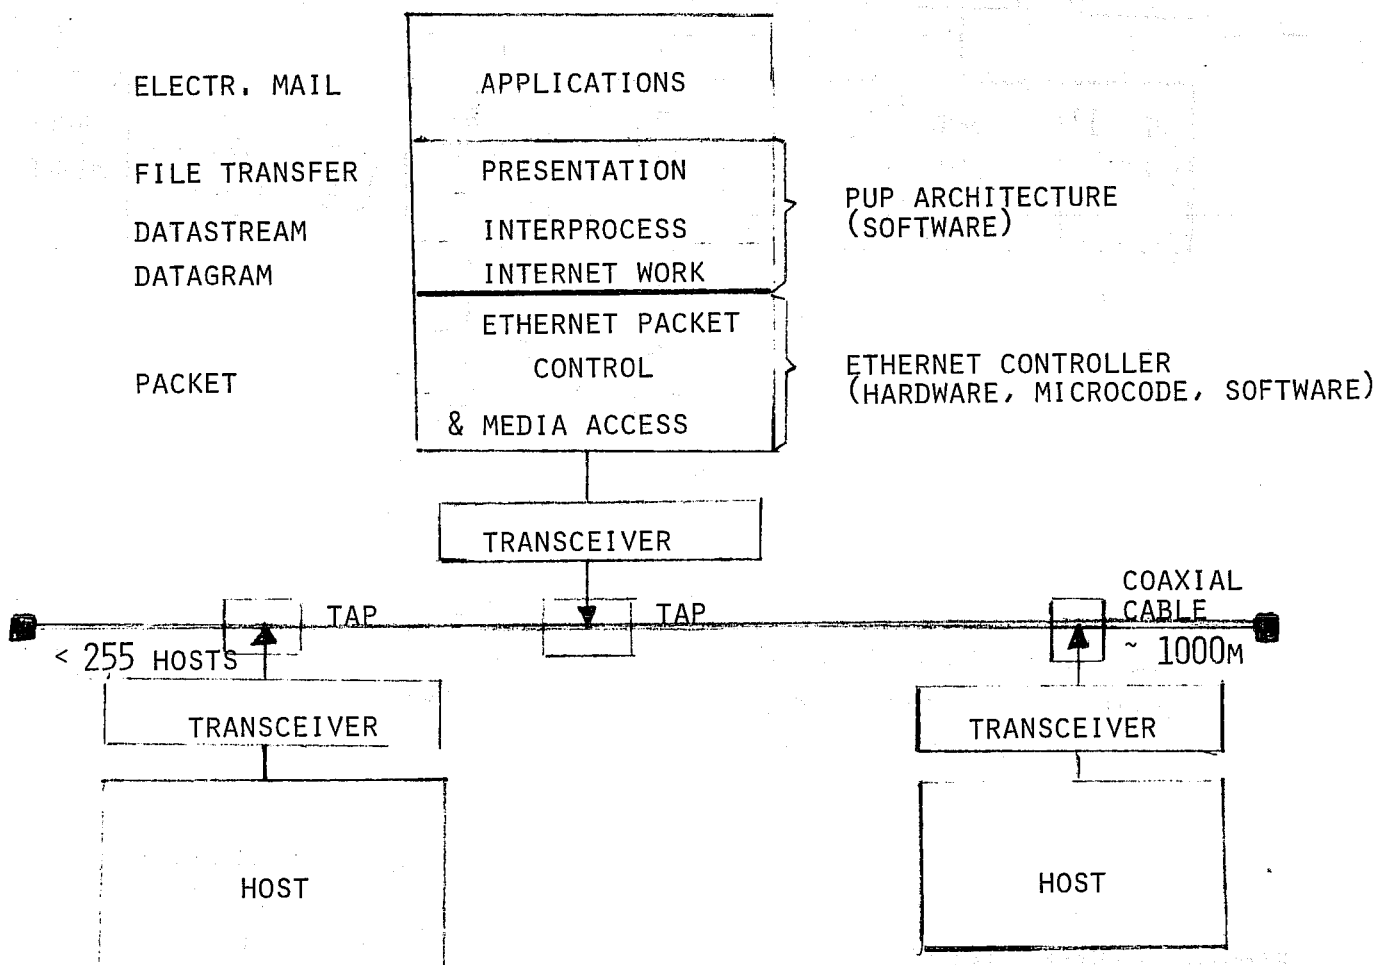 ELECTR. MAIL
APPLICATIONS
FILE TRANSFER
PRESENTATION
PUP ARCHITECTURE
(SOFTWARE)
DATASTREAM
INTERPROCESS
DATAGRAM
INTERNET WORK
ETHERNET PACKET
CONTROL
& MEDIA ACCESS
PACKET
ETHERNET CONTROLLER
(HARDWARE, MICROCODE, SOFTWARE)
TRANSCEIVER
TAP
TAP
COAXIAL
CABLE
~ 1000M
< 255 HOSTS
TRANSCEIVER
TRANSCEIVER
HOST
HOST